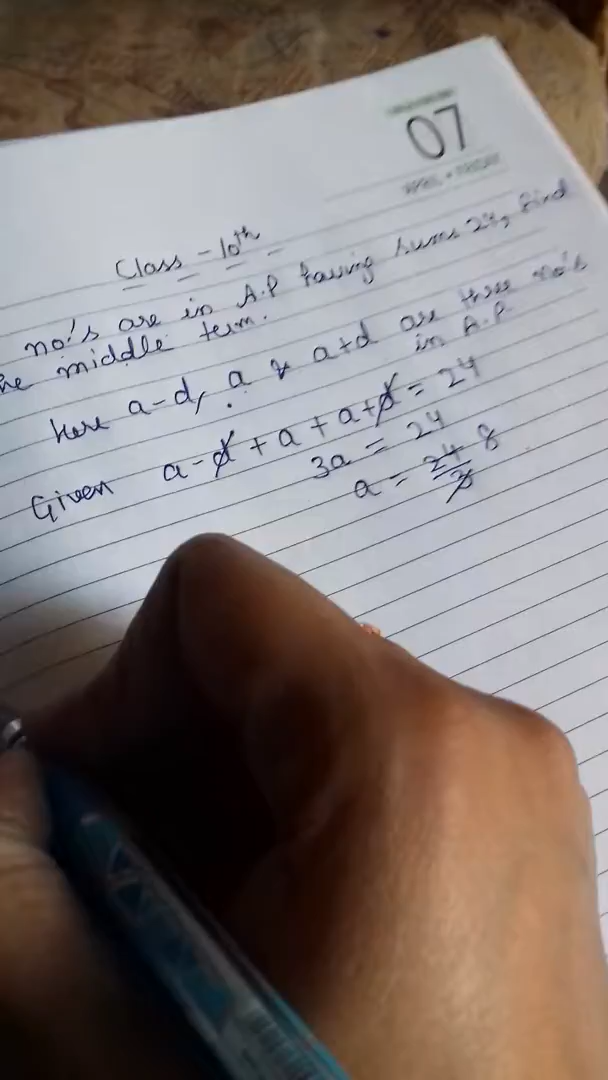 07
APRIL • FRIDAY
Class - 10th
no!s are in A.P having sums 24, find
the middle term.
here a-d, a & a+d are three no!s
in A.P.
Given a-d + a + a+d = 24
3a = 24
a = 24/3 8